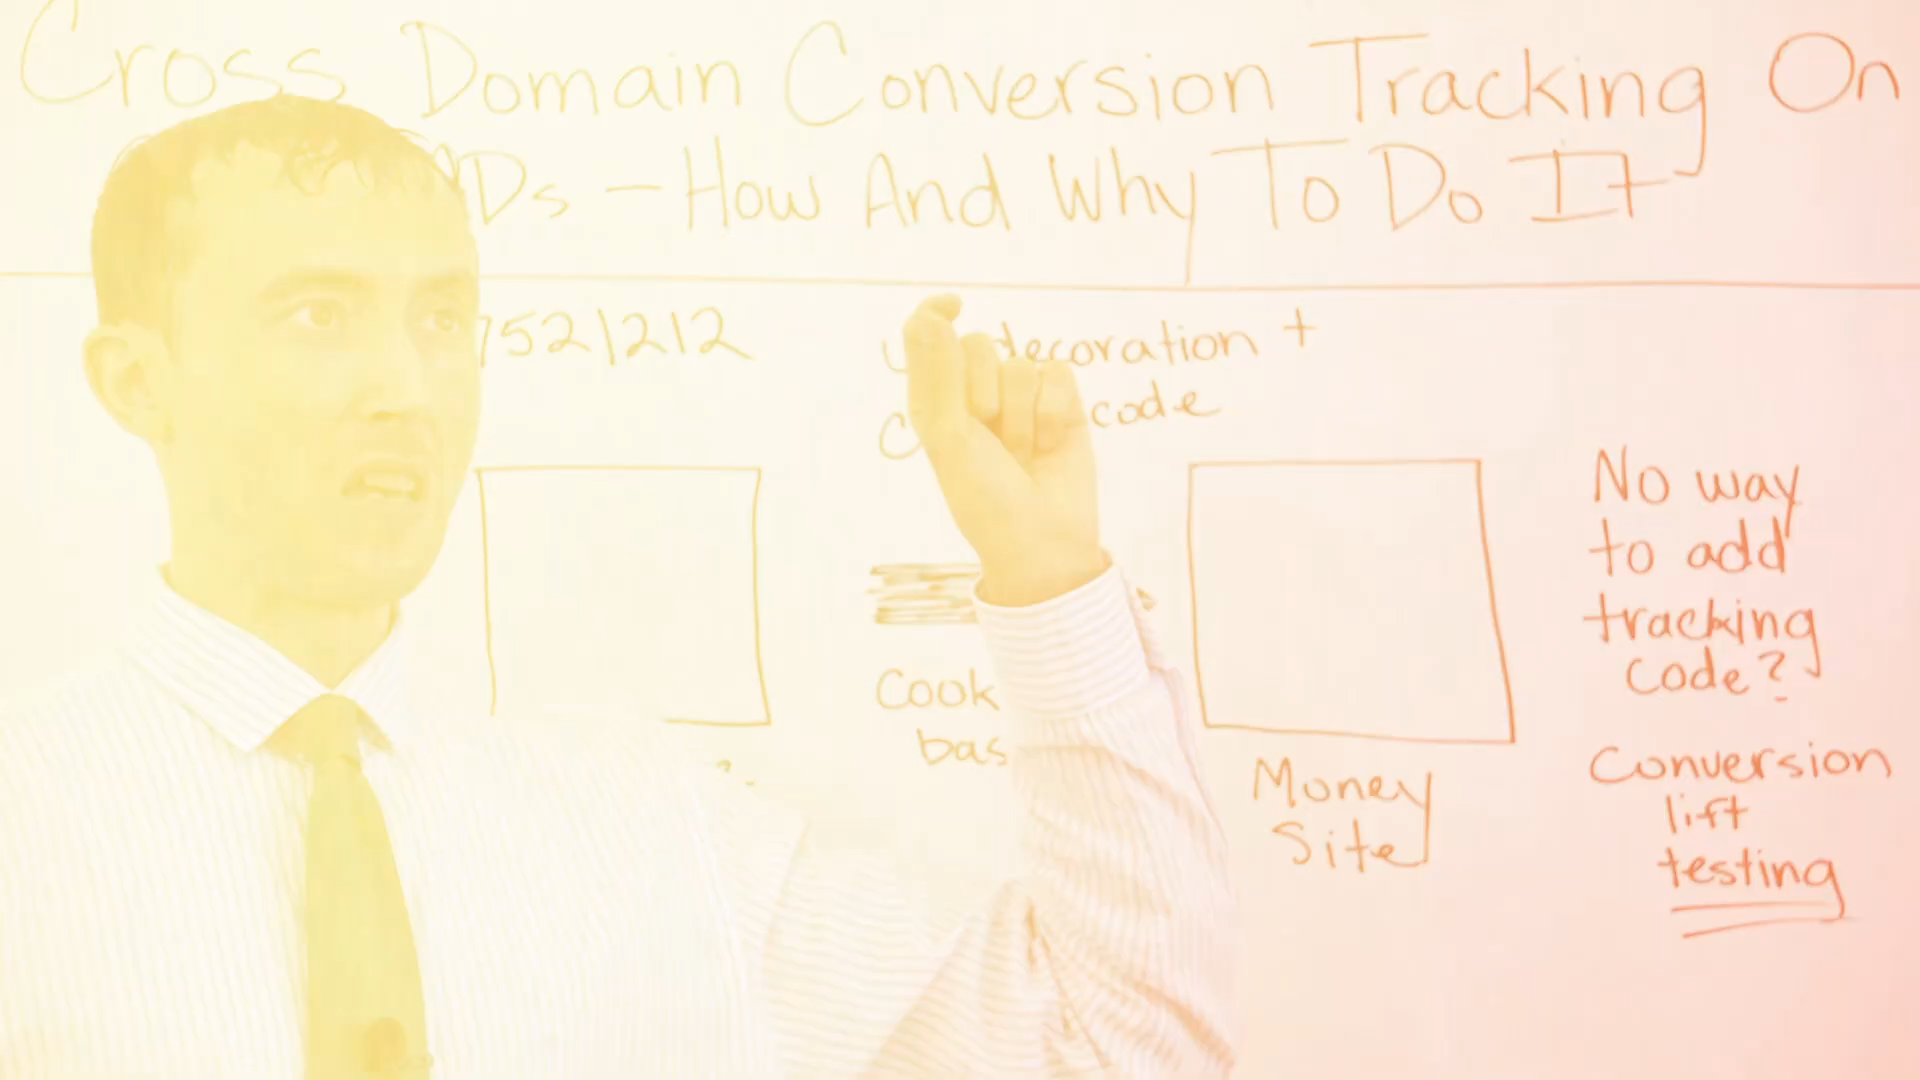 Cross Domain Conversion Tracking On
Ds - How And Why To Do It
7521212
decoration +
code
No way
to add
tracking
code?
Cook
bas
Money
Site
Conversion
lift
testing